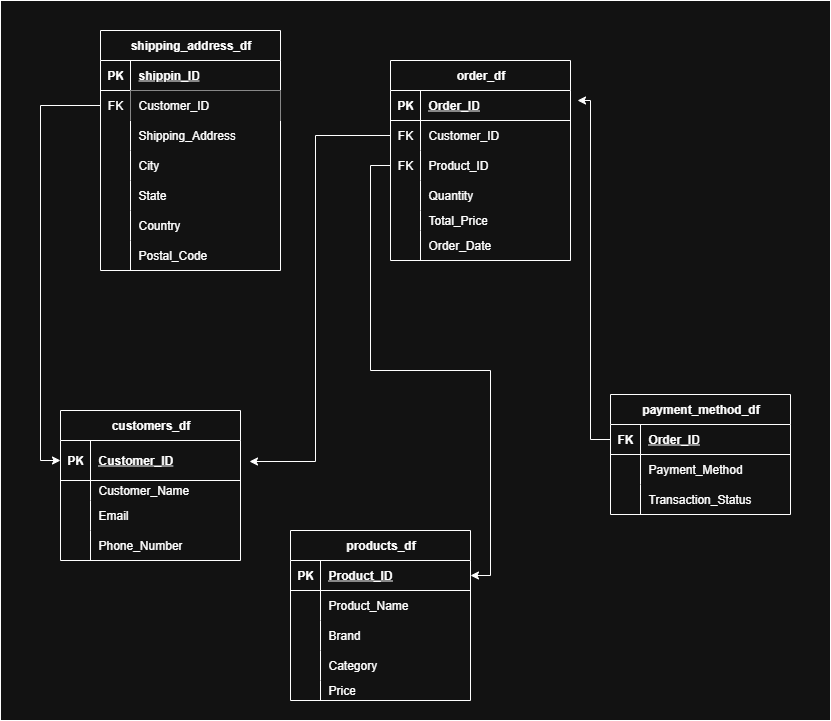 shipping_address_df
PK shippin_ID
FK Customer_ID
Shipping_Address
City
State
Country
Postal_Code
order_df
PK Order_ID
FK Customer_ID
FK Product_ID
Quantity
Total_Price
Order_Date
customers_df
PK Customer_ID
Customer_Name
Email
Phone_Number
payment_method_df
FK Order_ID
Payment_Method
Transaction_Status
products_df
PK Product_ID
Product_Name
Brand
Category
Price